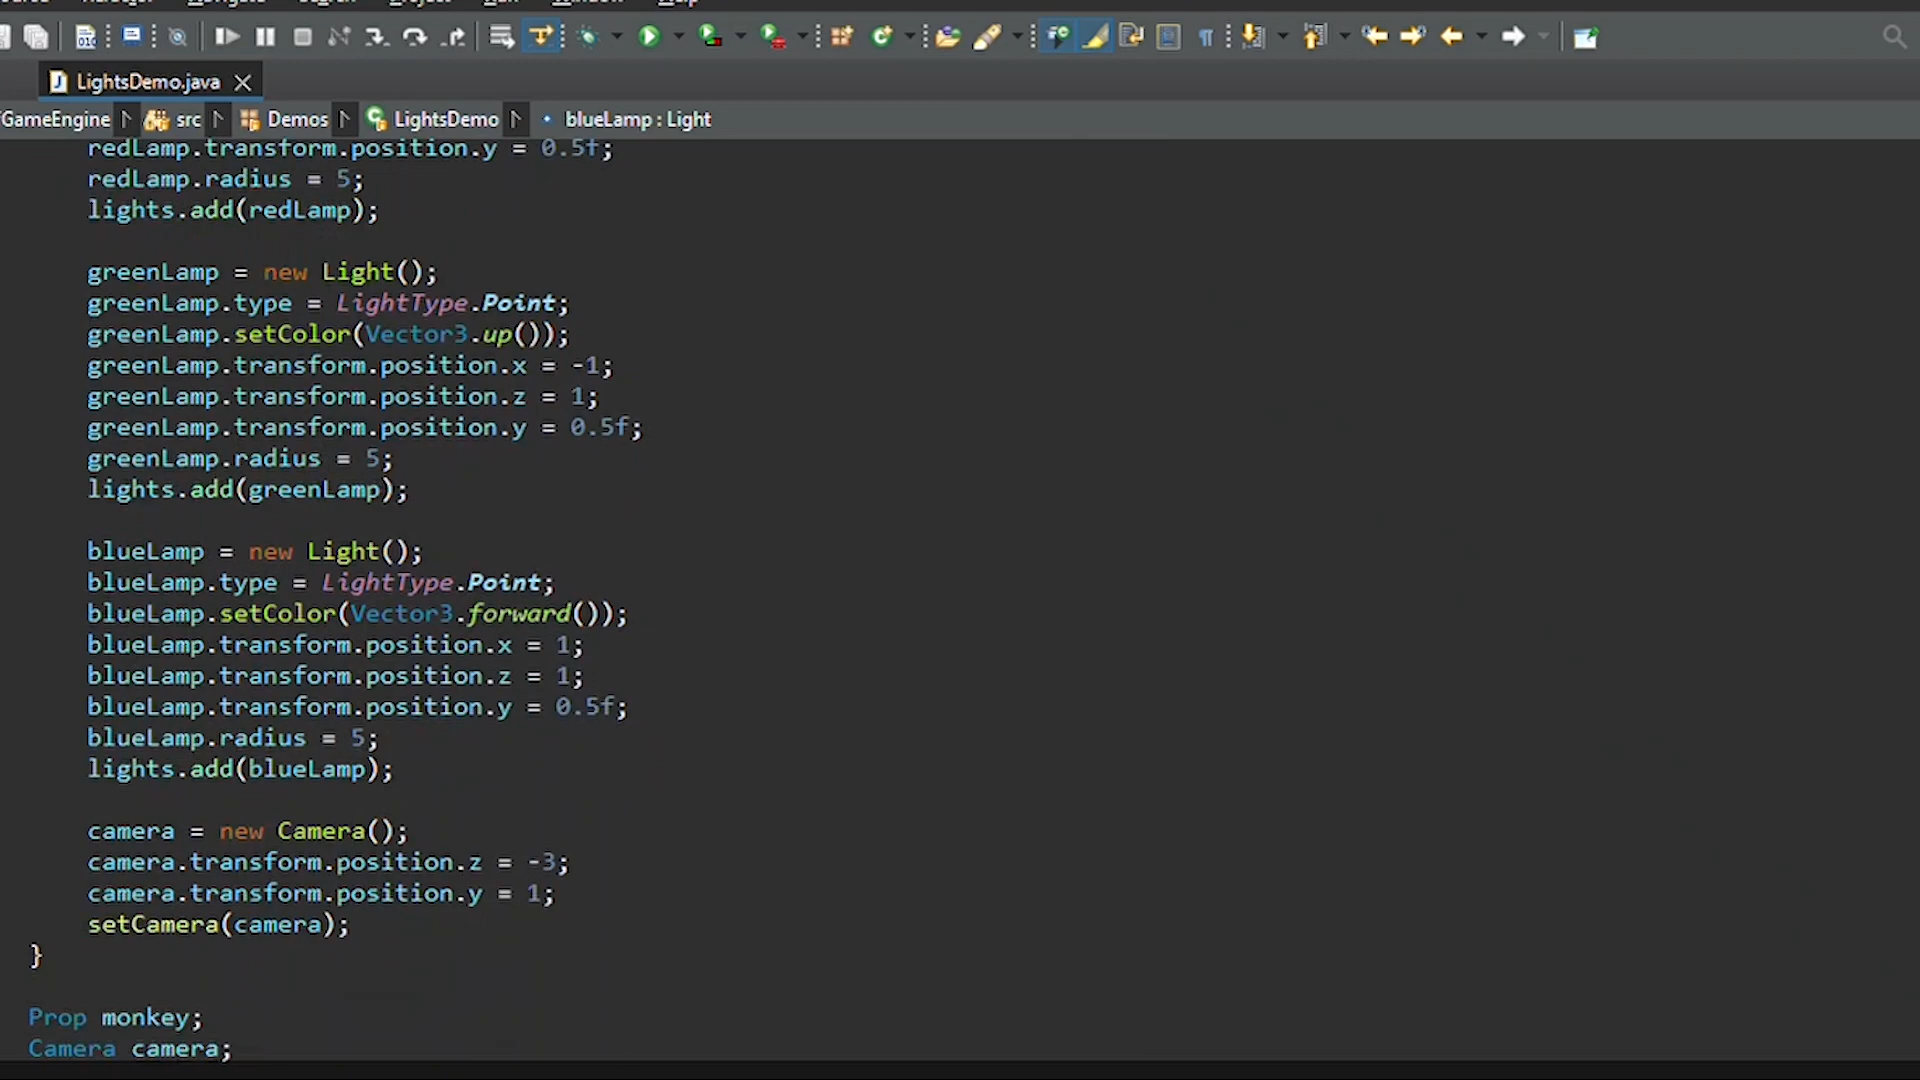 LightsDemo.java
GameEngine src Demos LightsDemo blueLamp : Light
redLamp.transform.position.y = 0.5f;
redLamp.radius = 5;
lights.add(redLamp);
greenLamp = new Light();
greenLamp.type = LightType.Point;
greenLamp.setColor(Vector3.up());
greenLamp.transform.position.x = -1;
greenLamp.transform.position.z = 1;
greenLamp.transform.position.y = 0.5f;
greenLamp.radius = 5;
lights.add(greenLamp);
blueLamp = new Light();
blueLamp.type = LightType.Point;
blueLamp.setColor(Vector3.forward());
blueLamp.transform.position.x = 1;
blueLamp.transform.position.z = 1;
blueLamp.transform.position.y = 0.5f;
blueLamp.radius = 5;
lights.add(blueLamp);
camera = new Camera();
camera.transform.position.z = -3;
camera.transform.position.y = 1;
setCamera(camera);
}
Prop monkey;
Camera camera;